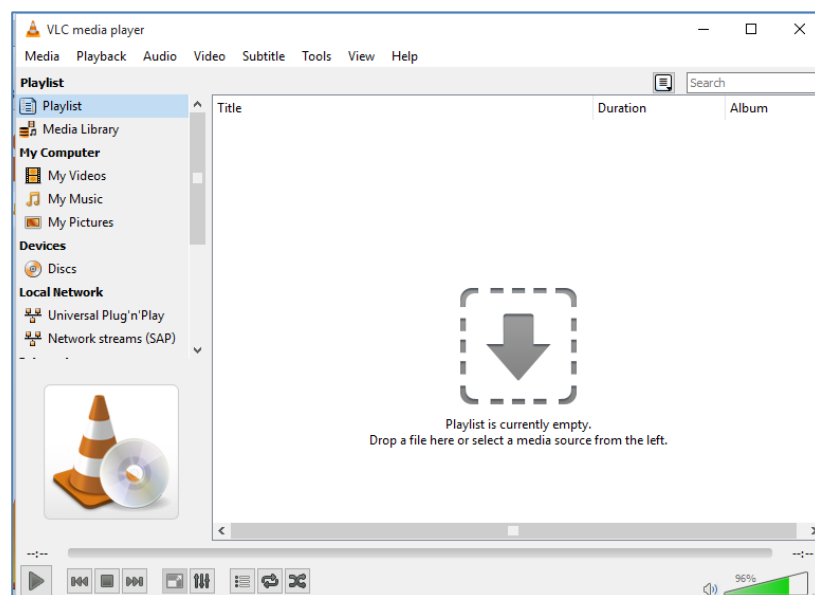 VLC media player
Media Playback Audio Video Subtitle Tools View Help
Playlist
Search
Playlist
Media Library
My Computer
My Videos
My Music
My Pictures
Devices
Discs
Local Network
Universal Plug'n'Play
Network streams (SAP)
Title Duration Album
Playlist is currently empty.
Drop a file here or select a media source from the left.
--:-- --:--
96%